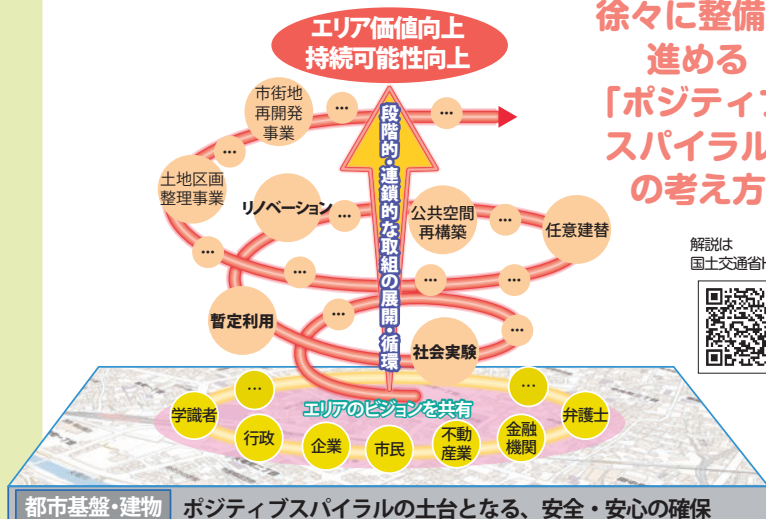 エリア価値向上
持続可能性向上
徐々に整備
進める
「ポジティブ
スパイラル
の考え方
解説は
国土交通省H
市街地
再開発
事業
…
…
…
土地区画
整理事業
リノベーション
…
公共空間
再構築
…
任意建替
…
…
…
…
暫定利用
…
社会実験
…
段階的・連鎖的な取組の展開・循環
エリアのビジョンを共有
…
…
学識者
行政
企業
市民
不動
産業
金融
機関
弁護士
都市基盤・建物
ポジティブスパイラルの土台となる、安全・安心の確保